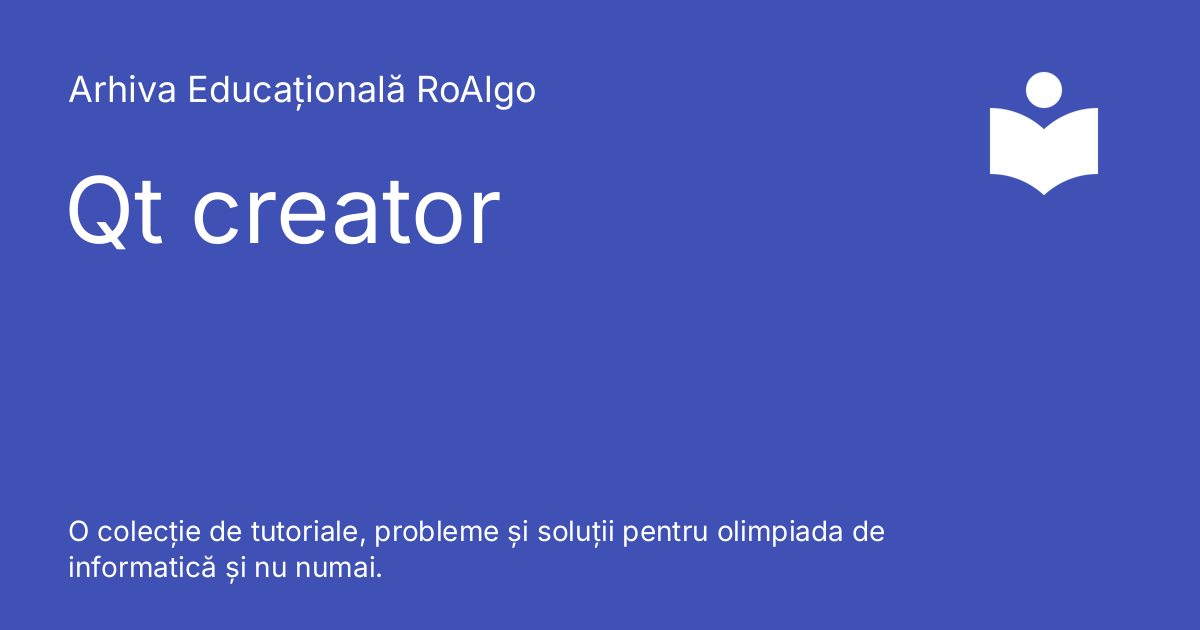 Arhiva Educațională RoAlgo
Qt creator
O colecție de tutoriale, probleme și soluții pentru olimpiada de
informatică și nu numai.